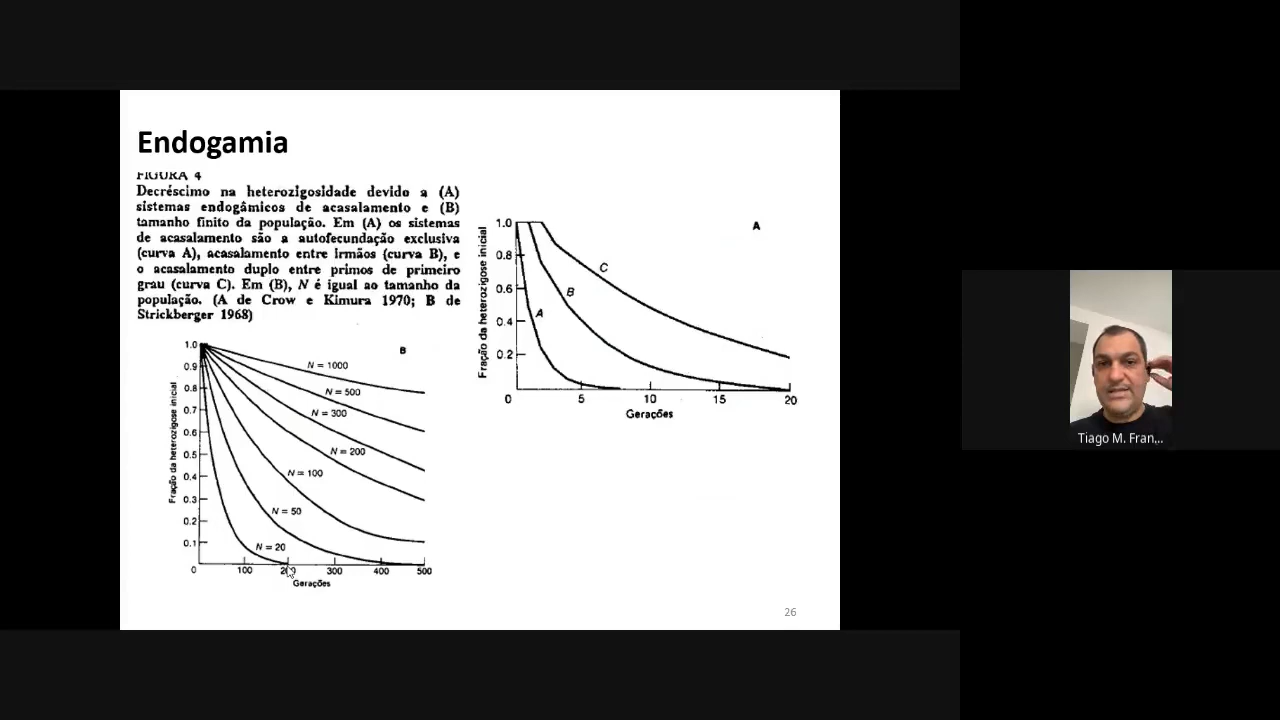 Endogamia
FIGURA 4
Decréscimo na heterozigosidade devido a (A)
sistemas endogâmicos de acasalamento e (B)
tamanho finito da população. Em (A) os sistemas
de acasalamento são a autofecundação exclusiva
(curva A), acasalamento entre irmãos (curva B), e
o acasalamento duplo entre primos de primeiro
grau (curva C). Em (B), N é igual ao tamanho da
população. (A de Crow e Kimura 1970; B de
Strickberger 1968)
A
Fração da heterozigose inicial
1.0
0.8
0.6
0.4
0.2
C
B
A
0 5 10 15 20
Gerações
B
Fração da heterozigose inicial
1.0
0.9
0.8
0.7
0.6
0.5
0.4
0.3
0.2
0.1
N = 1000
N = 500
N = 300
N = 200
N = 100
N = 50
N = 20
0 100 200 300 400 500
Gerações
26
Tiago M. Fran...